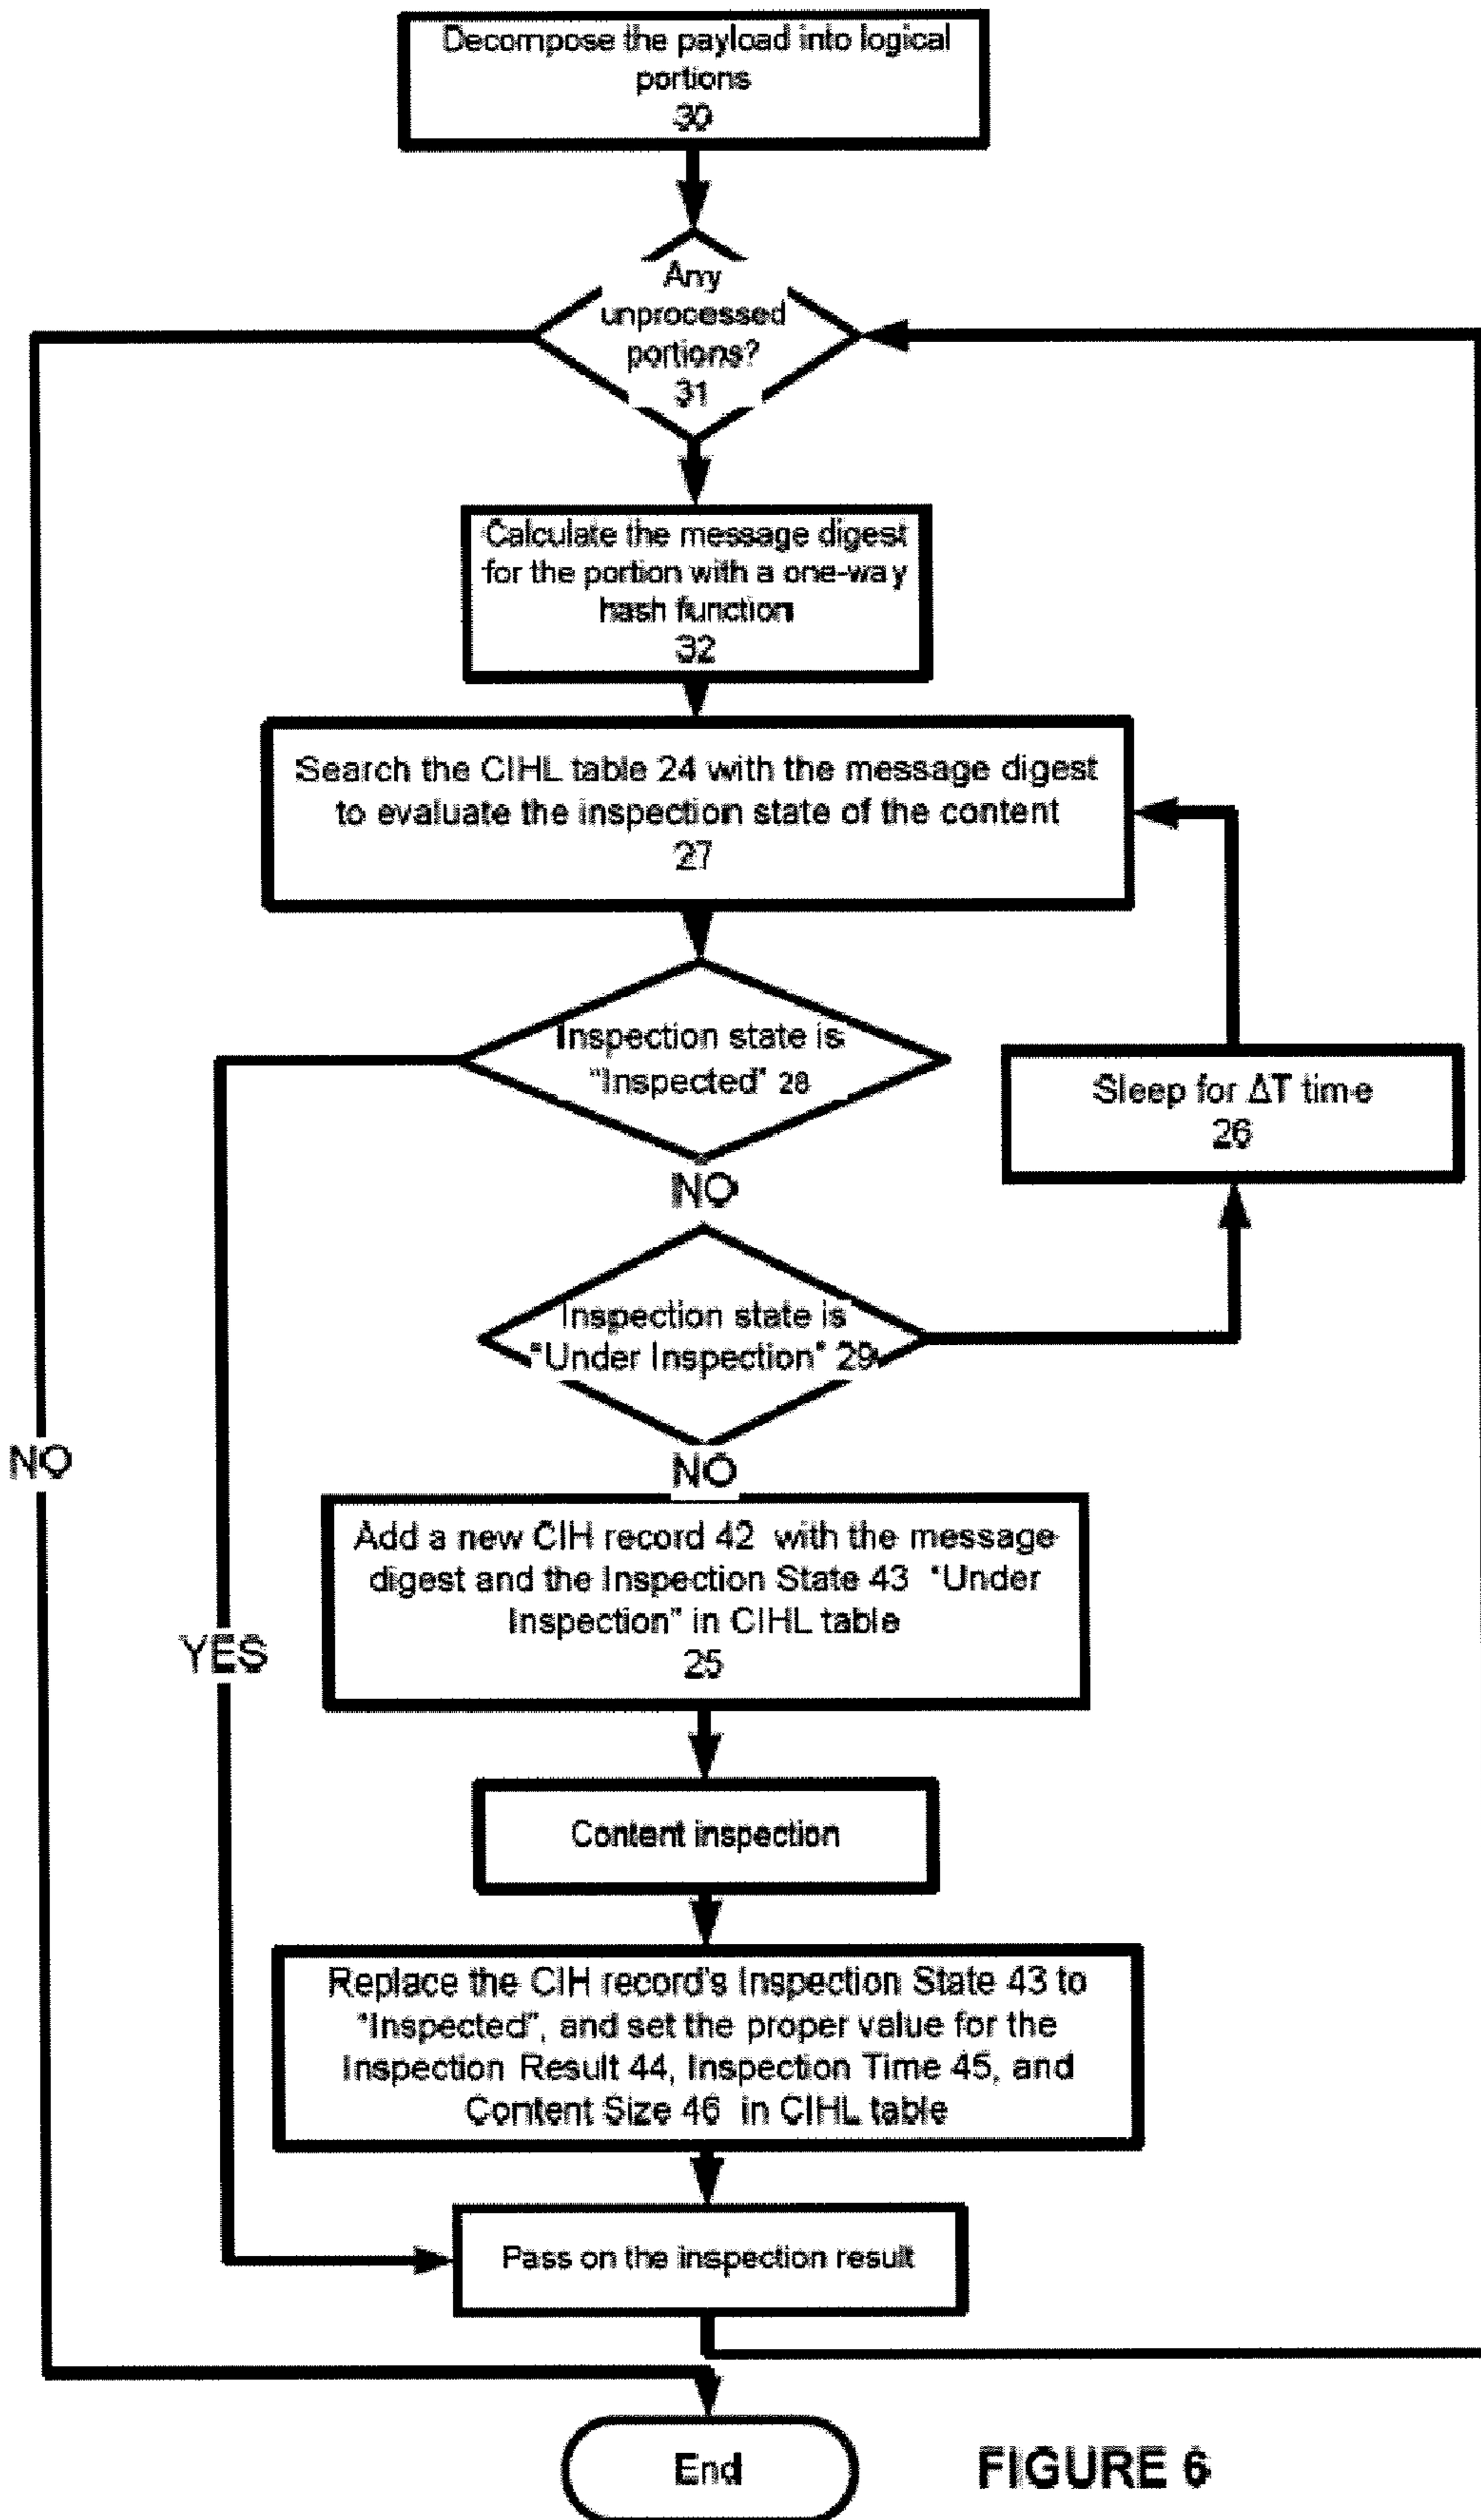 Decompose the payload into logical
portions
30
Any
unprocessed
portions?
31
Calculate the message digest
for the portion with a one-way
hash function
32
Search the CIHL table 24 with the message digest
to evaluate the inspection state of the content
27
Inspection state is
"Inspected" 28
Sleep for ΔT time
26
NO
Inspection state is
"Under Inspection" 29
NO
NO
Add a new CIH record 42 with the message
digest and the Inspection State 43 "Under
Inspection" in CIHL table
25
YES
Content inspection
Replace the CIH record's Inspection State 43 to
"Inspected", and set the proper value for the
Inspection Result 44, Inspection Time 45, and
Content Size 46 in CIHL table
Pass on the inspection result
End
FIGURE 6